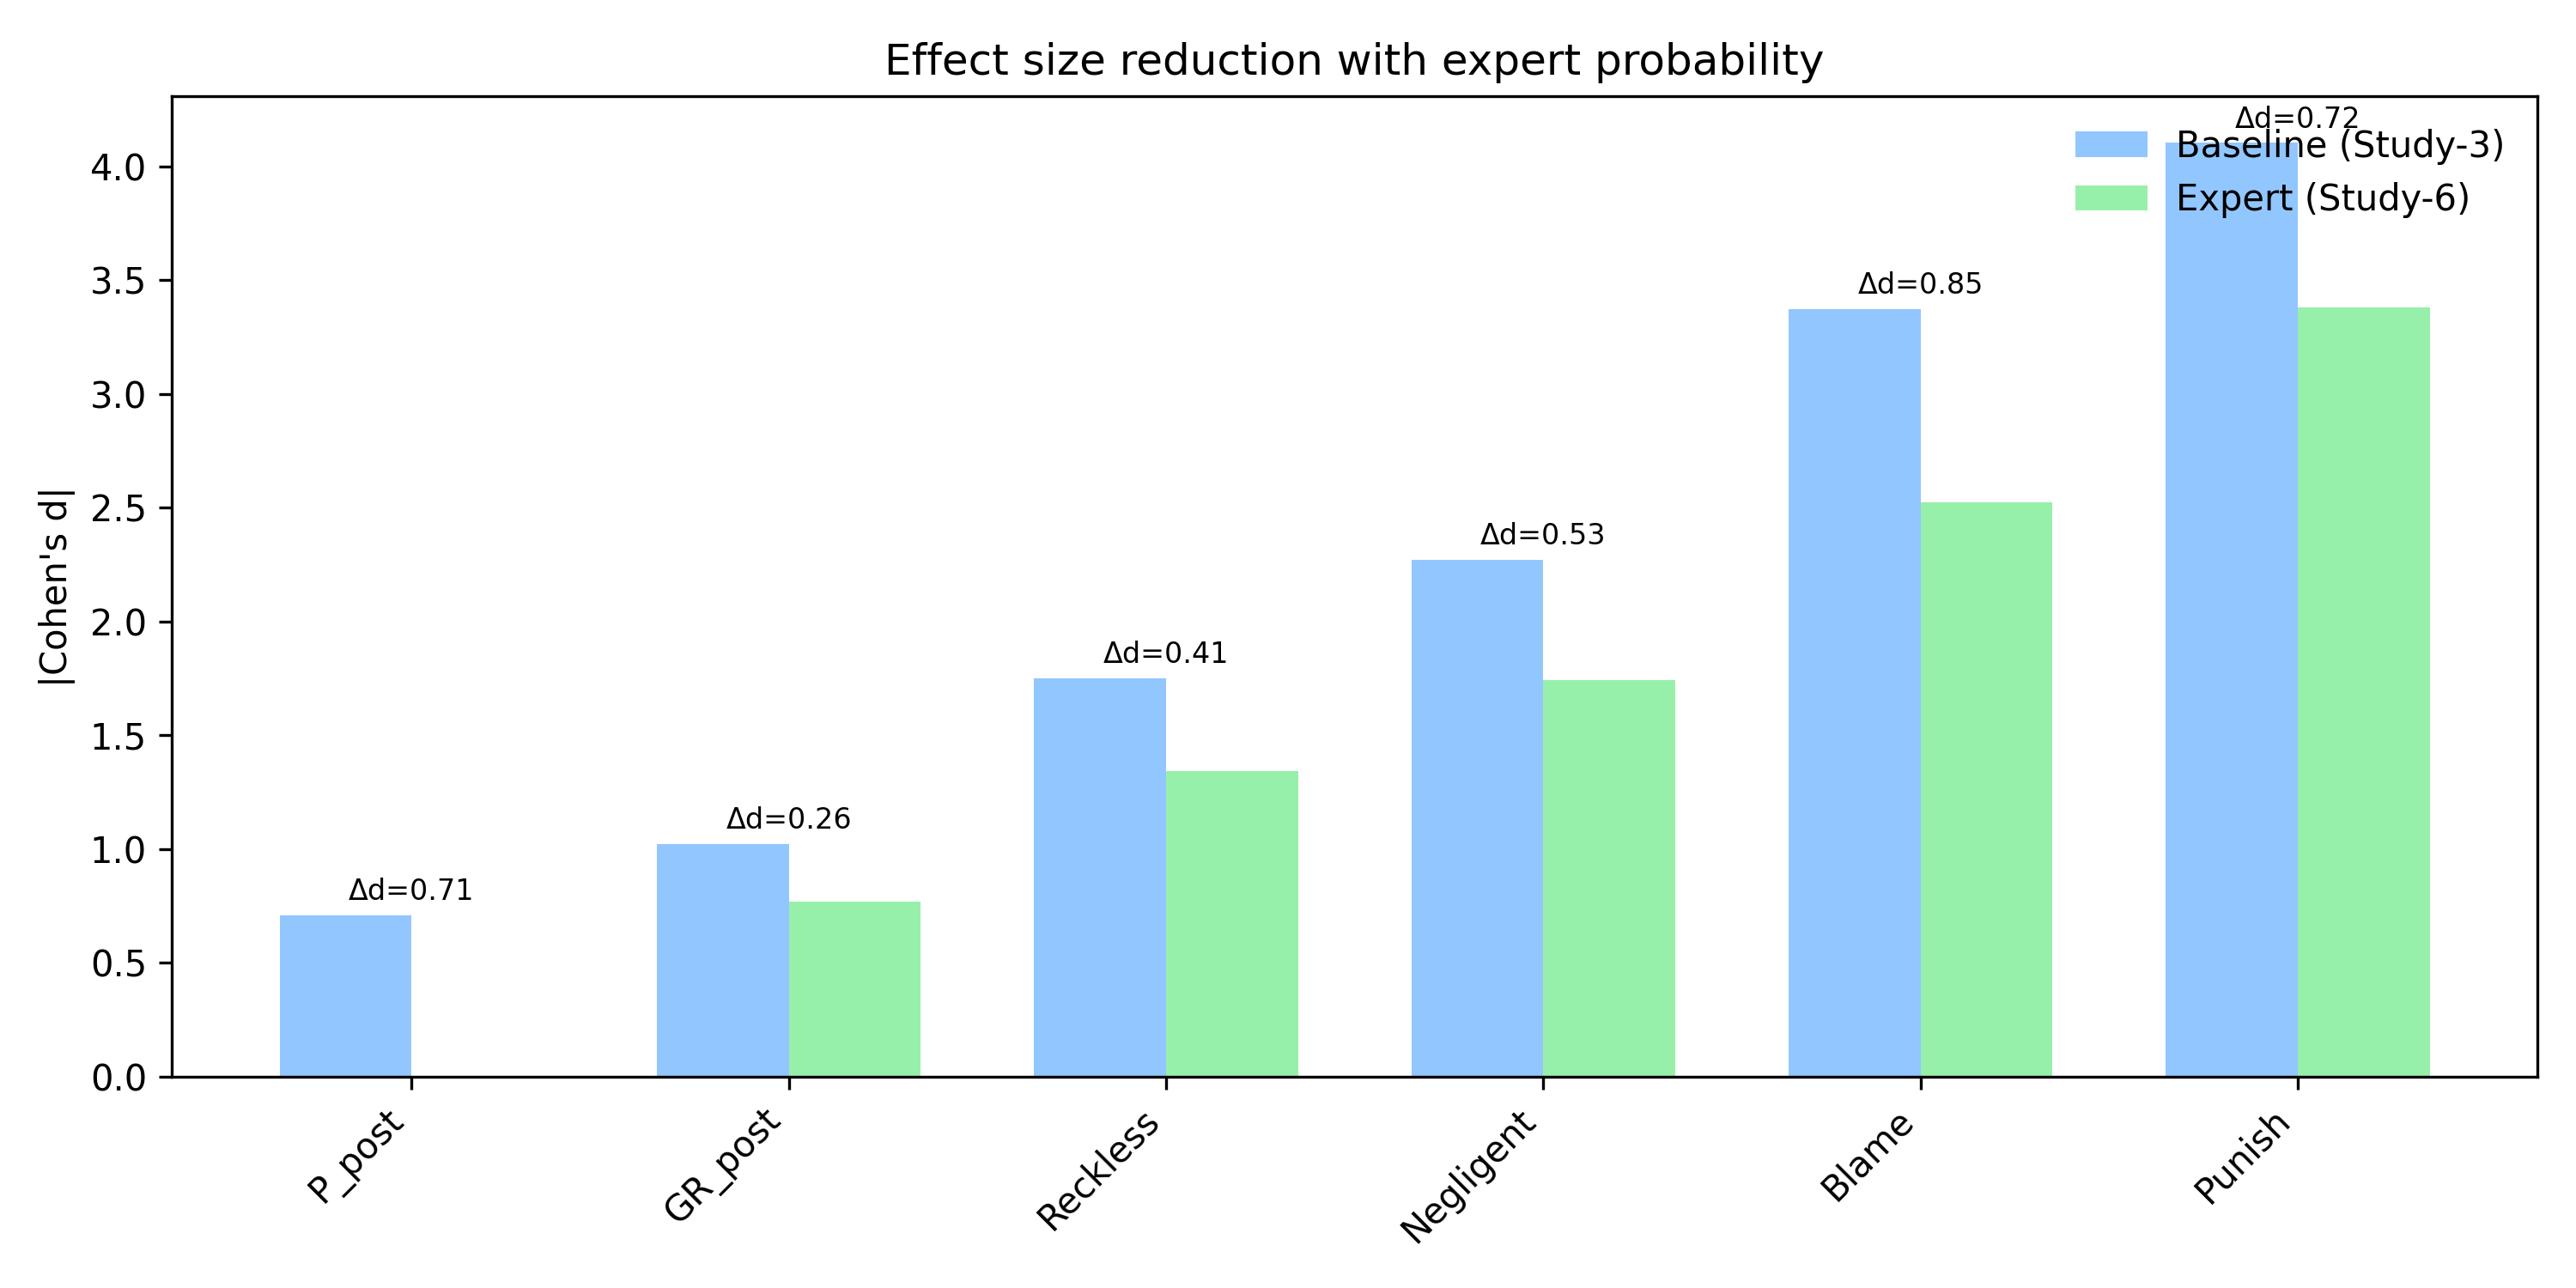 Effect size reduction with expert probability
Δd=0.72
Baseline (Study-3)
Expert (Study-6)
Δd=0.85
Δd=0.53
Δd=0.41
Δd=0.26
Δd=0.71
|Cohen's d|
4.0
3.5
3.0
2.5
2.0
1.5
1.0
0.5
0.0
P_post
GR_post
Reckless
Negligent
Blame
Punish